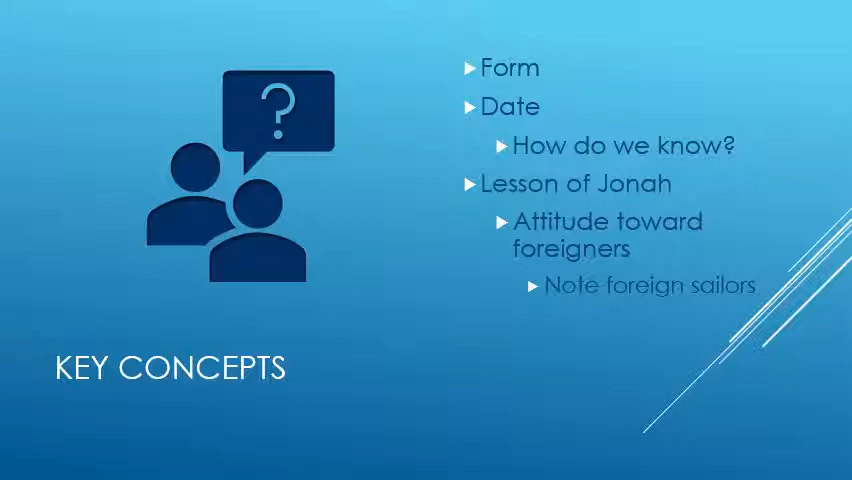 ?
Form
Date
How do we know?
Lesson of Jonah
Attitude toward
foreigners
Note foreign sailors
KEY CONCEPTS